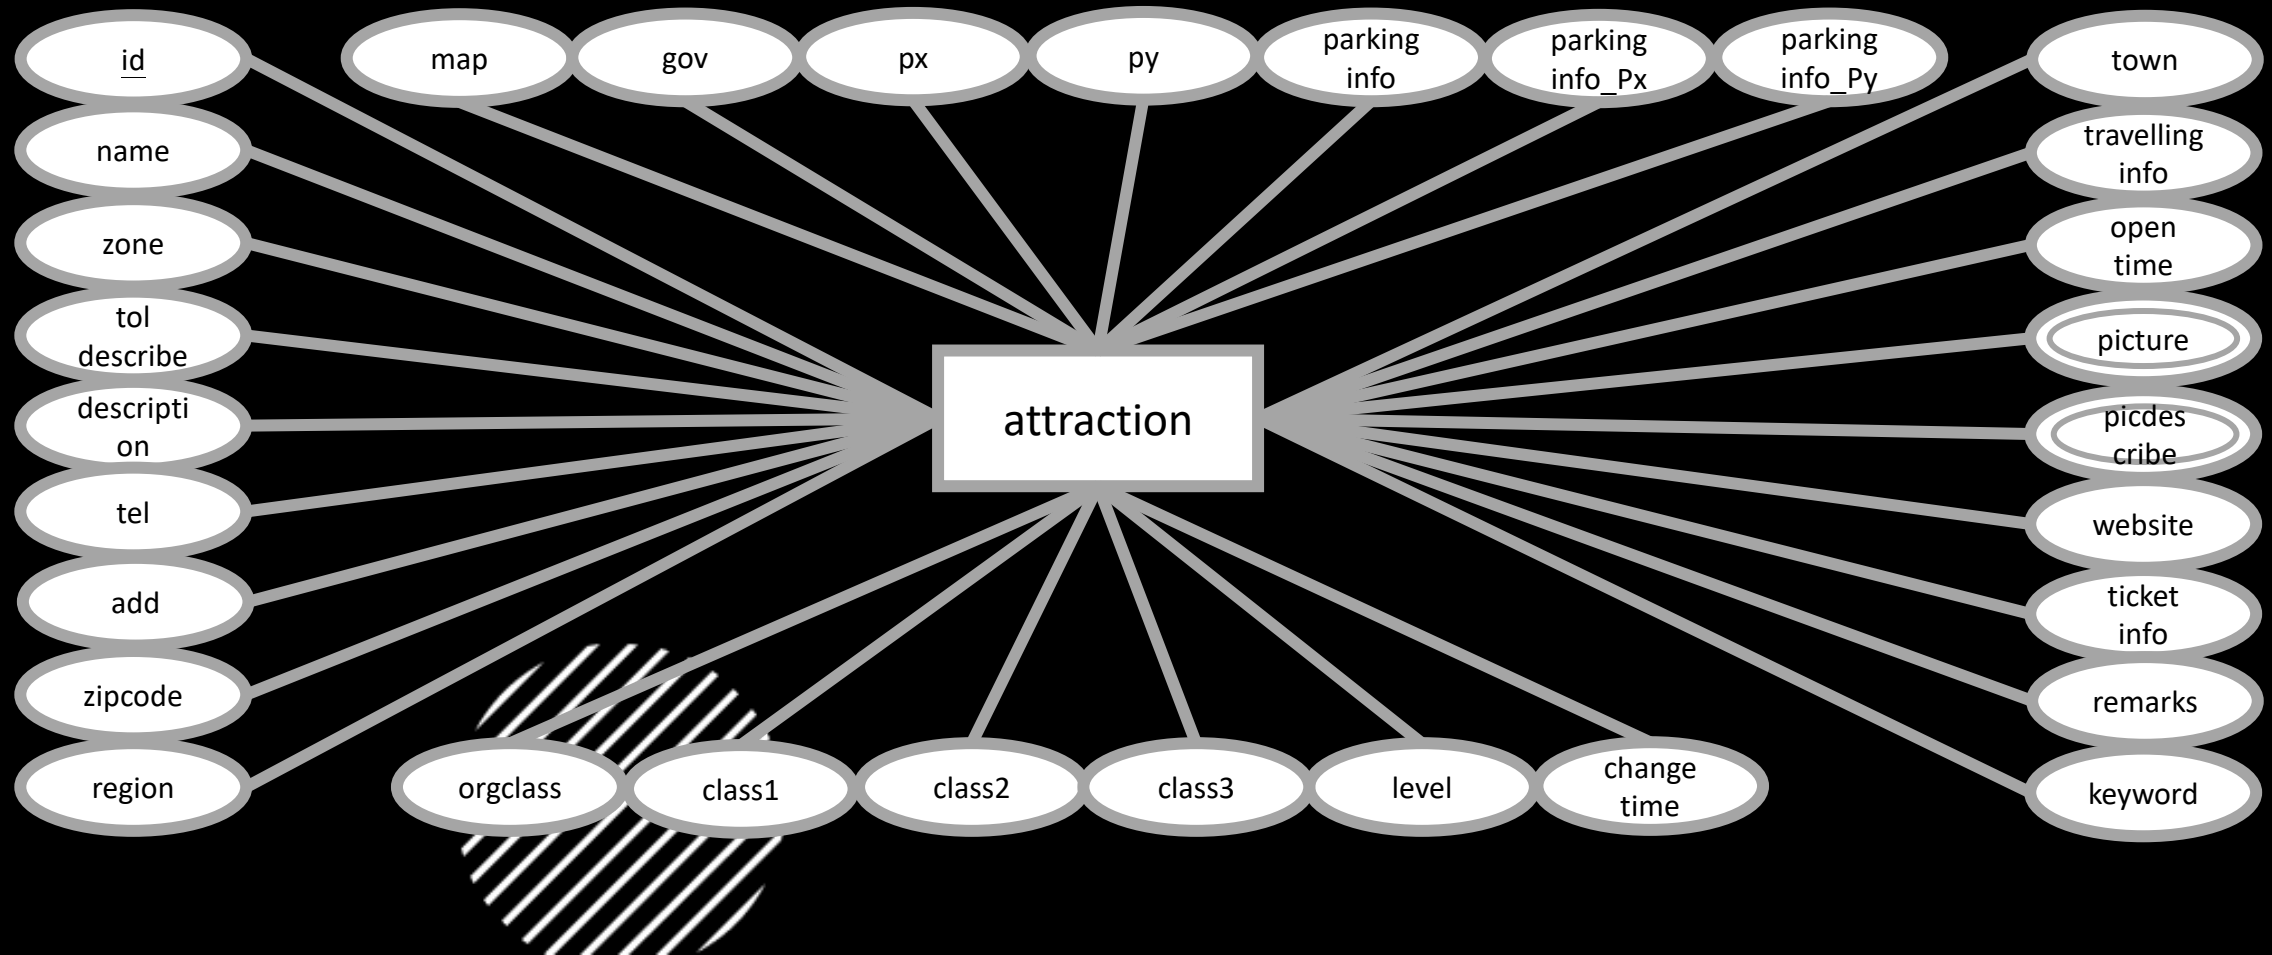 id
map
gov
px
py
parking
info
parking
info_Px
parking
info_Py
town
name
travelling
info
zone
open
time
tol
describe
picture
descripti
on
attraction
picdes
cribe
tel
website
add
ticket
info
zipcode
remarks
region
orgclass
class1
class2
class3
level
change
time
keyword